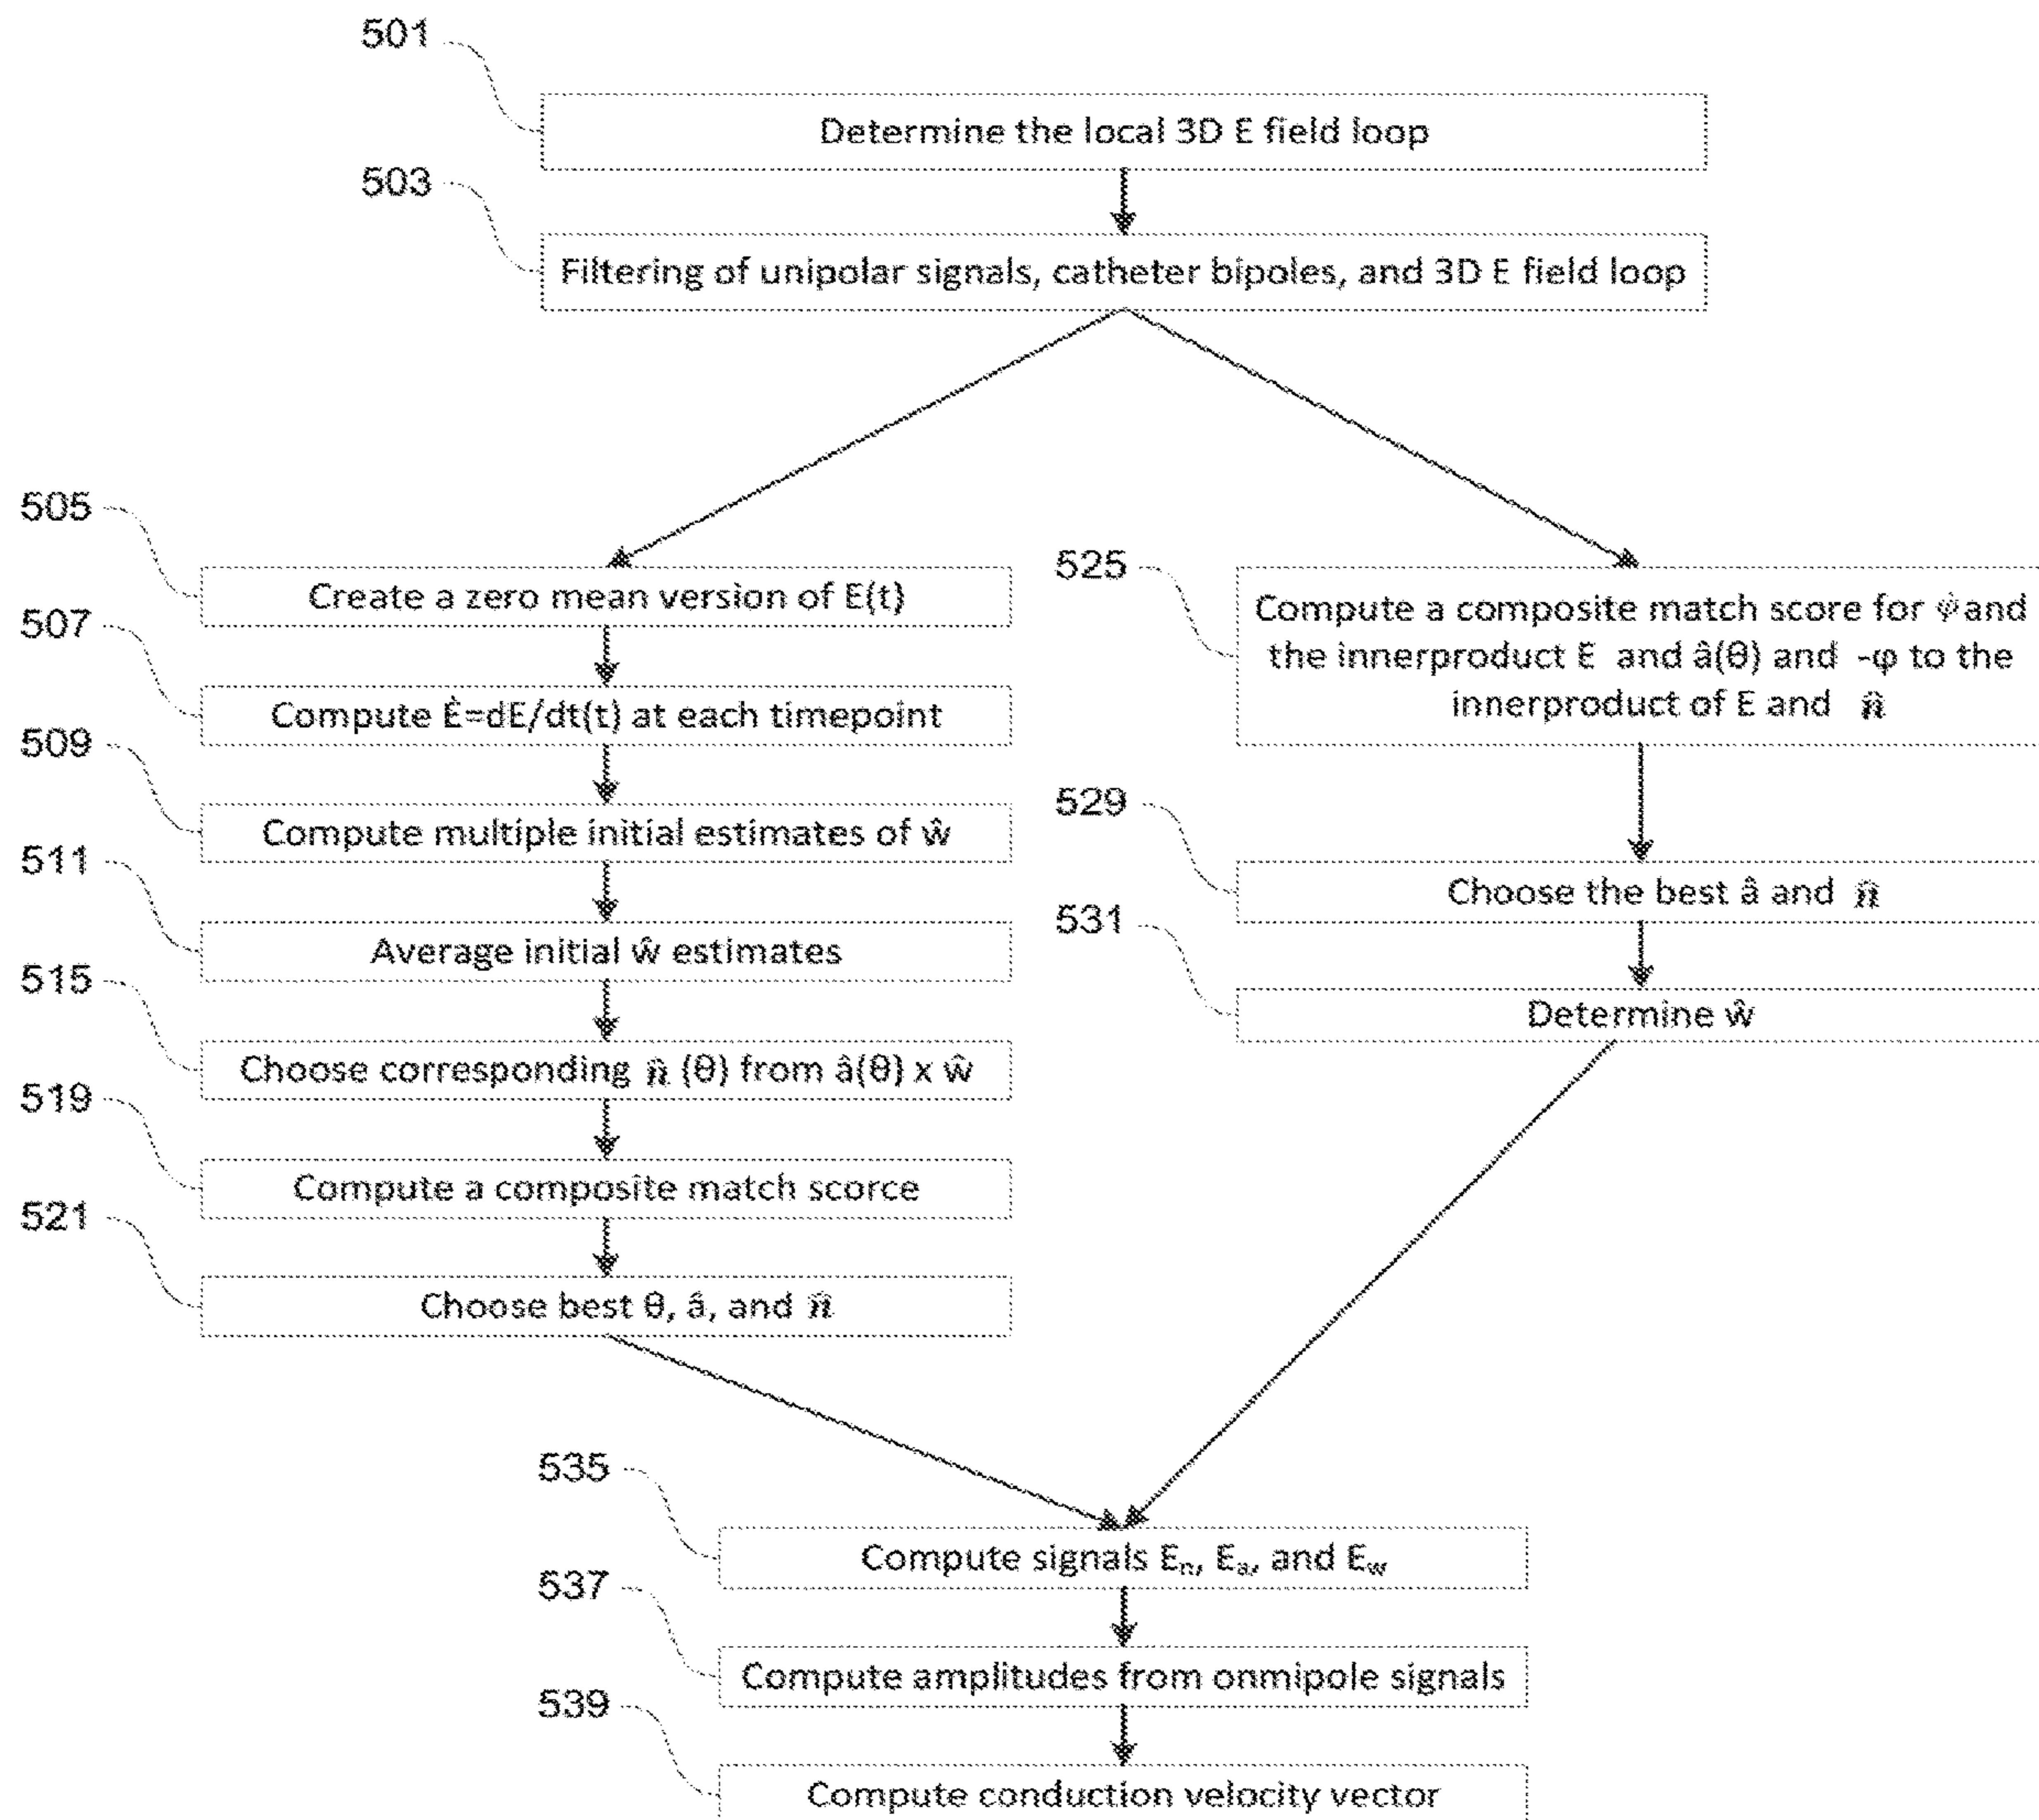 501
Determine the local 3D E field loop
503
Filtering of unipolar signals, catheter bipoles, and 3D E field loop
505
Create a zero mean version of E(t)
507
Compute Ė=dE/dt(t) at each timepoint
509
Compute multiple initial estimates of ŵ
511
Average initial ŵ estimates
515
Choose corresponding n̂ (θ) from â(θ) x ŵ
519
Compute a composite match scorce
521
Choose best θ, â, and n̂
525
Compute a composite match score for φ̇ and
the innerproduct E and â(θ) and -φ to the
innerproduct of E and n̂
529
Choose the best â and n̂
531
Determine ŵ
535
Compute signals Eₙ, Eₐ, and E_w
537
Compute amplitudes from onmipole signals
539
Compute conduction velocity vector